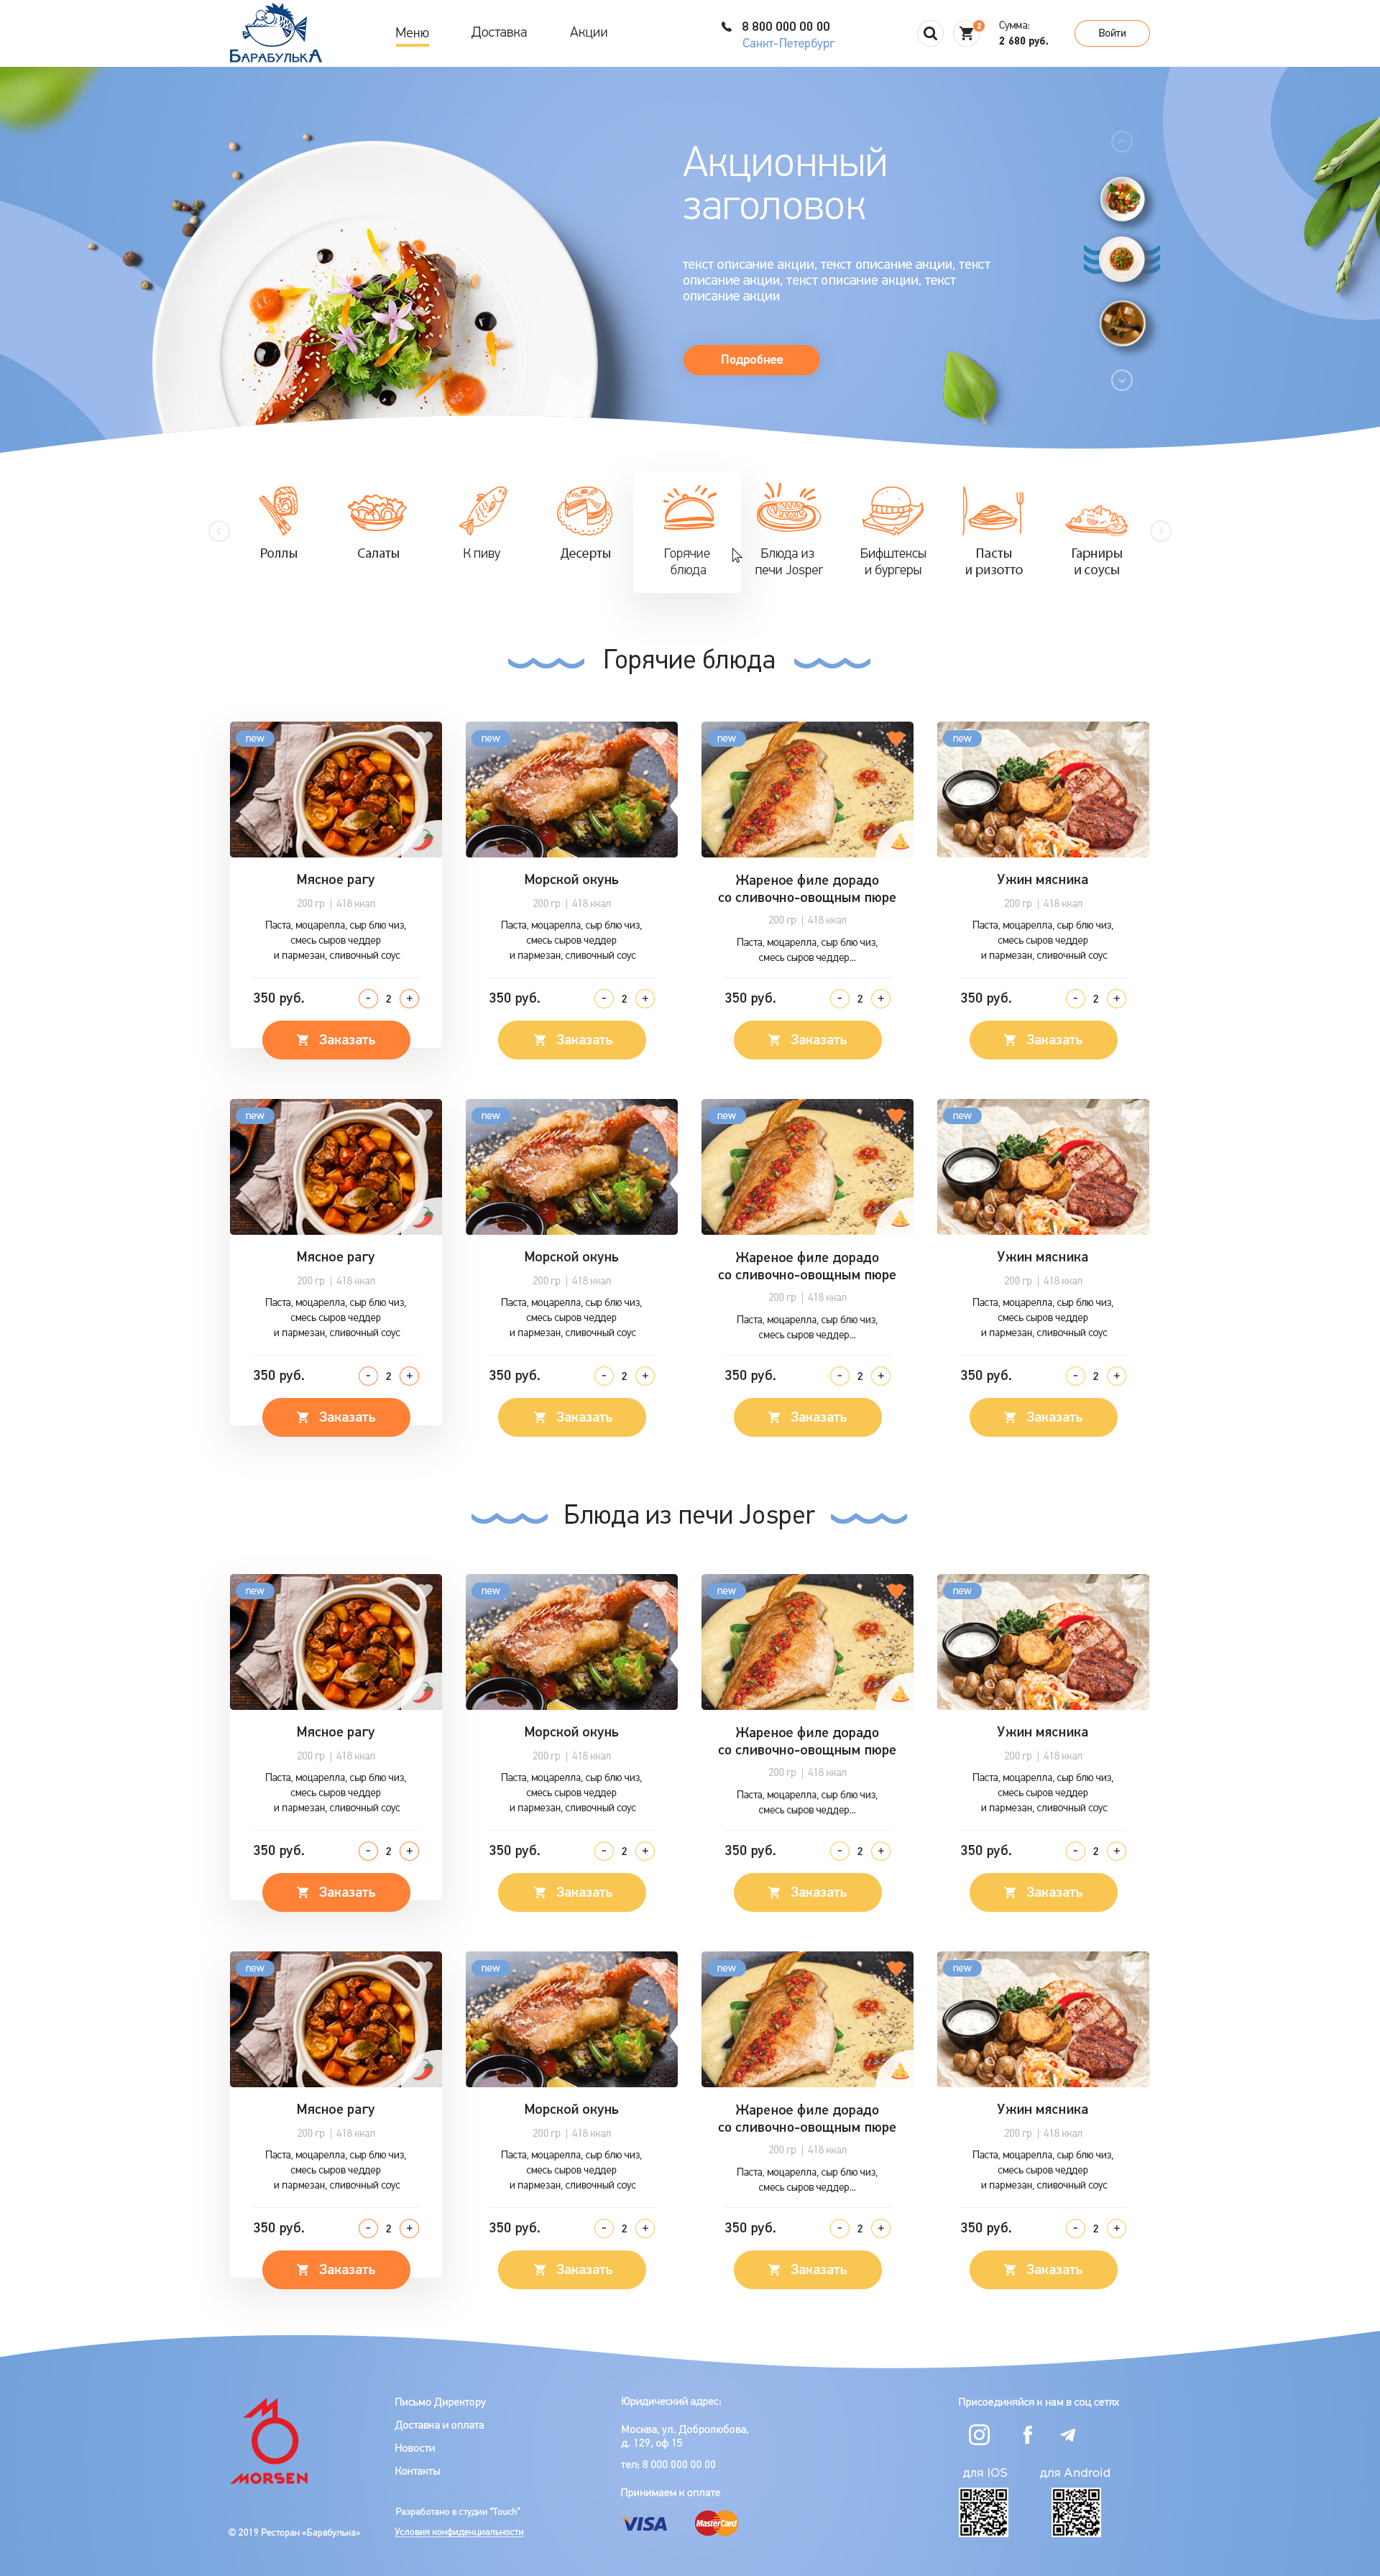 БАРАБУЛЬКА
Меню
Доставка
Акции
8 800 000 00 00
Санкт-Петербург
2
Сумма:
2 680 руб.
Войти
Акционный
заголовок
текст описание акции, текст описание акции, текст
описание акции, текст описание акции, текст
описание акции
Подробнее
Роллы
Салаты
К пиву
Десерты
Горячие
блюда
Блюда из
печи Josper
Бифштексы
и бургеры
Пасты
и ризотто
Гарниры
и соусы
Горячие блюда
new
Мясное рагу
200 гр | 418 ккал
Паста, моцарелла, сыр блю чиз,
смесь сыров чеддер
и пармезан, сливочный соус
350 руб.
- 2 +
Заказать
new
Морской окунь
200 гр | 418 ккал
Паста, моцарелла, сыр блю чиз,
смесь сыров чеддер
и пармезан, сливочный соус
350 руб.
- 2 +
Заказать
new
Жареное филе дорадо
со сливочно-овощным пюре
200 гр | 418 ккал
Паста, моцарелла, сыр блю чиз,
смесь сыров чеддер...
350 руб.
- 2 +
Заказать
new
Ужин мясника
200 гр | 418 ккал
Паста, моцарелла, сыр блю чиз,
смесь сыров чеддер
и пармезан, сливочный соус
350 руб.
- 2 +
Заказать
new
Мясное рагу
200 гр | 418 ккал
Паста, моцарелла, сыр блю чиз,
смесь сыров чеддер
и пармезан, сливочный соус
350 руб.
- 2 +
Заказать
new
Морской окунь
200 гр | 418 ккал
Паста, моцарелла, сыр блю чиз,
смесь сыров чеддер
и пармезан, сливочный соус
350 руб.
- 2 +
Заказать
new
Жареное филе дорадо
со сливочно-овощным пюре
200 гр | 418 ккал
Паста, моцарелла, сыр блю чиз,
смесь сыров чеддер...
350 руб.
- 2 +
Заказать
new
Ужин мясника
200 гр | 418 ккал
Паста, моцарелла, сыр блю чиз,
смесь сыров чеддер
и пармезан, сливочный соус
350 руб.
- 2 +
Заказать
Блюда из печи Josper
new
Мясное рагу
200 гр | 418 ккал
Паста, моцарелла, сыр блю чиз,
смесь сыров чеддер
и пармезан, сливочный соус
350 руб.
- 2 +
Заказать
new
Морской окунь
200 гр | 418 ккал
Паста, моцарелла, сыр блю чиз,
смесь сыров чеддер
и пармезан, сливочный соус
350 руб.
- 2 +
Заказать
new
Жареное филе дорадо
со сливочно-овощным пюре
200 гр | 418 ккал
Паста, моцарелла, сыр блю чиз,
смесь сыров чеддер...
350 руб.
- 2 +
Заказать
new
Ужин мясника
200 гр | 418 ккал
Паста, моцарелла, сыр блю чиз,
смесь сыров чеддер
и пармезан, сливочный соус
350 руб.
- 2 +
Заказать
new
Мясное рагу
200 гр | 418 ккал
Паста, моцарелла, сыр блю чиз,
смесь сыров чеддер
и пармезан, сливочный соус
350 руб.
- 2 +
Заказать
new
Морской окунь
200 гр | 418 ккал
Паста, моцарелла, сыр блю чиз,
смесь сыров чеддер
и пармезан, сливочный соус
350 руб.
- 2 +
Заказать
new
Жареное филе дорадо
со сливочно-овощным пюре
200 гр | 418 ккал
Паста, моцарелла, сыр блю чиз,
смесь сыров чеддер...
350 руб.
- 2 +
Заказать
new
Ужин мясника
200 гр | 418 ккал
Паста, моцарелла, сыр блю чиз,
смесь сыров чеддер
и пармезан, сливочный соус
350 руб.
- 2 +
Заказать
MORSEN
© 2019 Ресторан «Барабулька»
Письмо Директору
Доставка и оплата
Новости
Контакты
Разработано в студии "Touch"
Условия конфиденциальности
Юридический адрес:
Москва, ул. Добролюбова,
д. 129, оф 15
тел: 8 000 000 00 00
Принимаем к оплате
VISA
MasterCard
Присоединяйся к нам в соц сетях
для IOS
для Android